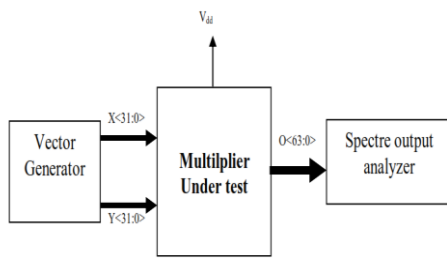 Vdd
X<31:0>
Vector
Generator
Y<31:0>
Multilplier
Under test
O<63:0>
Spectre output
analyzer